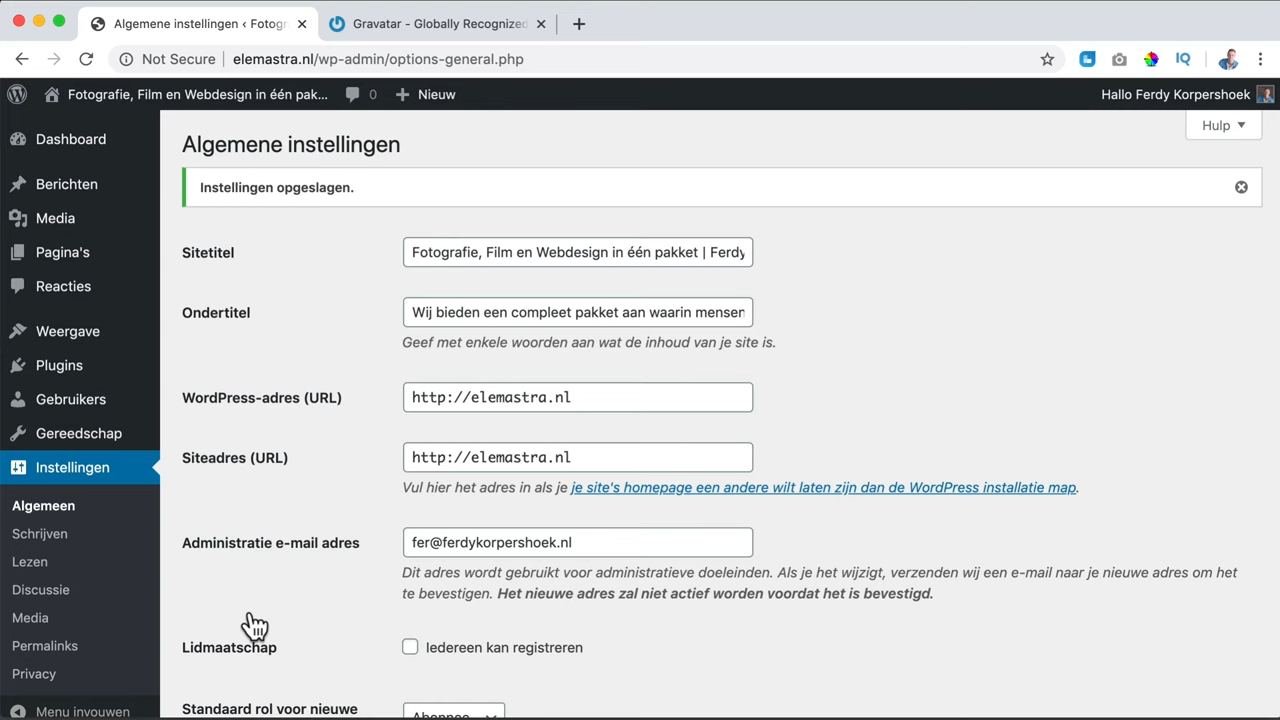 Algemene instellingen ‹ Fotogr
Gravatar - Globally Recognized
Not Secure
elemastra.nl/wp-admin/options-general.php
IQ
Fotografie, Film en Webdesign in één pak...
0
Nieuw
Hallo Ferdy Korpershoek
Hulp
Dashboard
Berichten
Media
Pagina's
Reacties
Weergave
Plugins
Gebruikers
Gereedschap
Instellingen
Algemeen
Schrijven
Lezen
Discussie
Media
Permalinks
Privacy
Menu invouwen
Algemene instellingen
Instellingen opgeslagen.
Sitetitel
Fotografie, Film en Webdesign in één pakket | Ferdy
Ondertitel
Wij bieden een compleet pakket aan waarin mensen
Geef met enkele woorden aan wat de inhoud van je site is.
WordPress-adres (URL)
http://elemastra.nl
Siteadres (URL)
http://elemastra.nl
Vul hier het adres in als je je site's homepage een andere wilt laten zijn dan de WordPress installatie map.
Administratie e-mail adres
fer@ferdykorpershoek.nl
Dit adres wordt gebruikt voor administratieve doeleinden. Als je het wijzigt, verzenden wij een e-mail naar je nieuwe adres om het
te bevestigen. Het nieuwe adres zal niet actief worden voordat het is bevestigd.
Lidmaatschap
Iedereen kan registreren
Standaard rol voor nieuwe
Abonnee